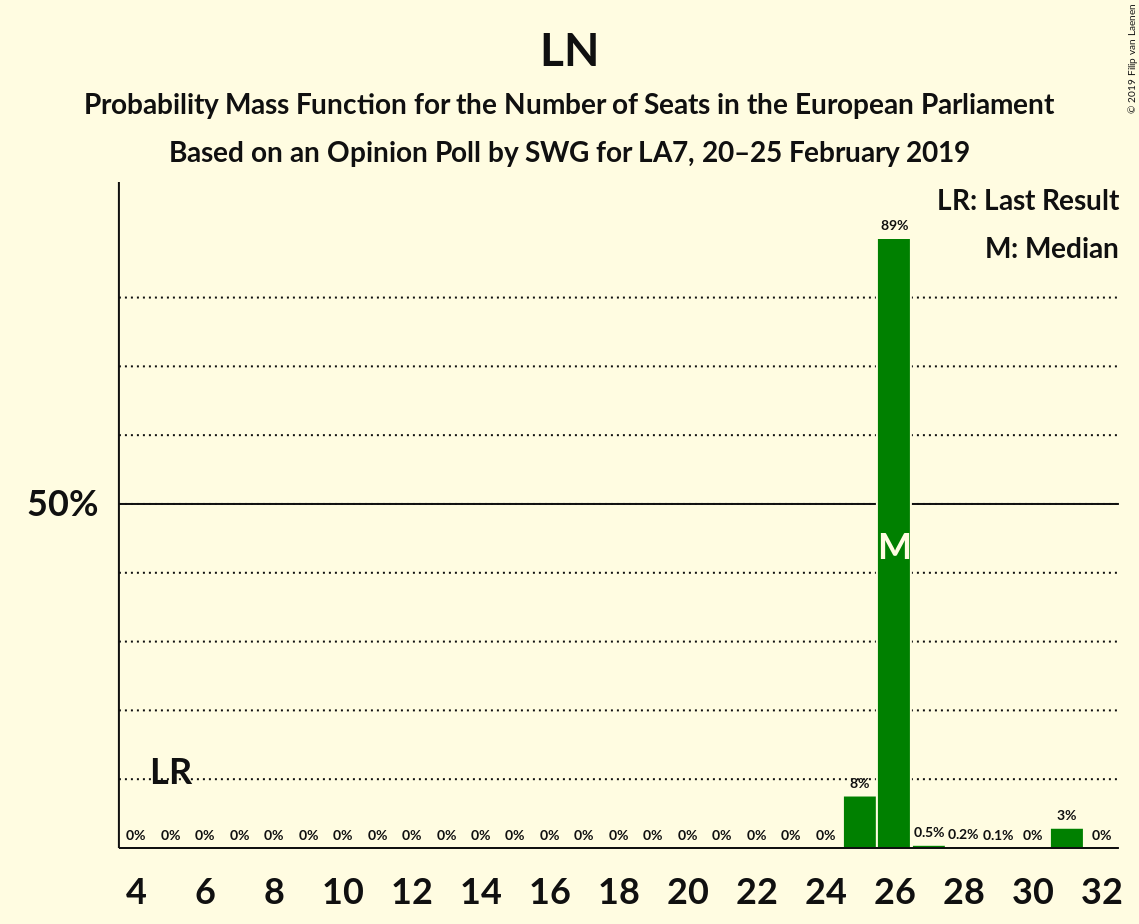 © 2019 Filip van Laenen
LN
Probability Mass Function for the Number of Seats in the European Parliament
Based on an Opinion Poll by SWG for LA7, 20–25 February 2019
LR: Last Result
M: Median
89%
50%
M
LR
0% 0% 0% 0% 0% 0% 0% 0% 0% 0% 0% 0% 0% 0% 0% 0% 0% 0% 0% 0% 0% 8% 0.5% 0.2% 0.1% 0% 3% 0%
4 6 8 10 12 14 16 18 20 22 24 26 28 30 32